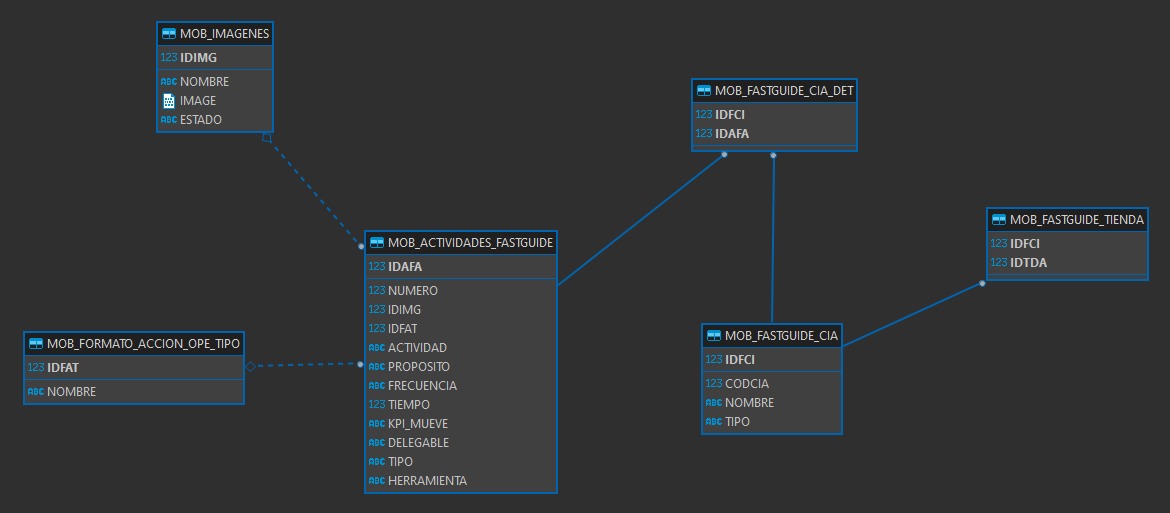 MOB_IMAGENES
123 IDIMG
ABC NOMBRE
IMAGE
ABC ESTADO
MOB_FASTGUIDE_CIA_DET
123 IDFCI
123 IDAFA
MOB_FASTGUIDE_TIENDA
123 IDFCI
123 IDTDA
MOB_ACTIVIDADES_FASTGUIDE
123 IDAFA
123 NUMERO
123 IDIMG
123 IDFAT
ABC ACTIVIDAD
ABC PROPOSITO
ABC FRECUENCIA
123 TIEMPO
ABC KPI_MUEVE
ABC DELEGABLE
ABC TIPO
ABC HERRAMIENTA
MOB_FORMATO_ACCION_OPE_TIPO
123 IDFAT
ABC NOMBRE
MOB_FASTGUIDE_CIA
123 IDFCI
123 CODCIA
ABC NOMBRE
ABC TIPO